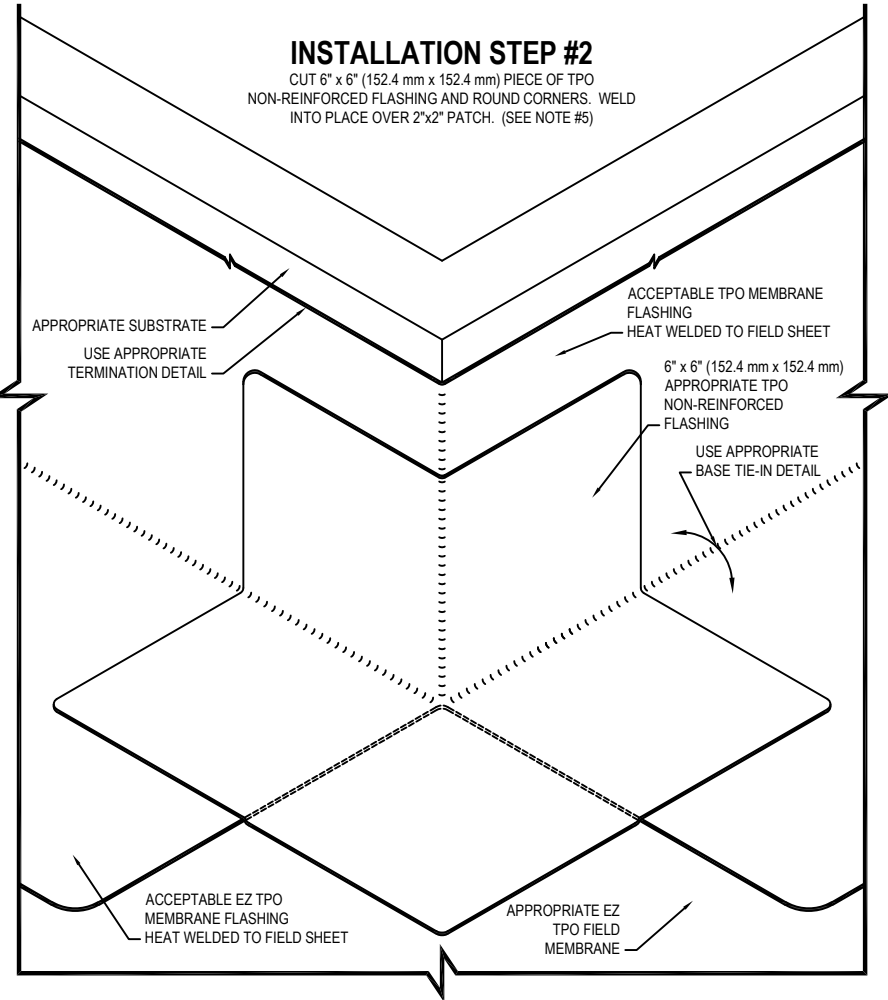 INSTALLATION STEP #2
CUT 6" x 6" (152.4 mm x 152.4 mm) PIECE OF TPO
NON-REINFORCED FLASHING AND ROUND CORNERS. WELD
INTO PLACE OVER 2"x2" PATCH. (SEE NOTE #5)
APPROPRIATE SUBSTRATE
USE APPROPRIATE
TERMINATION DETAIL
ACCEPTABLE TPO MEMBRANE
FLASHING
HEAT WELDED TO FIELD SHEET
6" x 6" (152.4 mm x 152.4 mm)
APPROPRIATE TPO
NON-REINFORCED
FLASHING
USE APPROPRIATE
BASE TIE-IN DETAIL
ACCEPTABLE EZ TPO
MEMBRANE FLASHING
HEAT WELDED TO FIELD SHEET
APPROPRIATE EZ
TPO FIELD
MEMBRANE